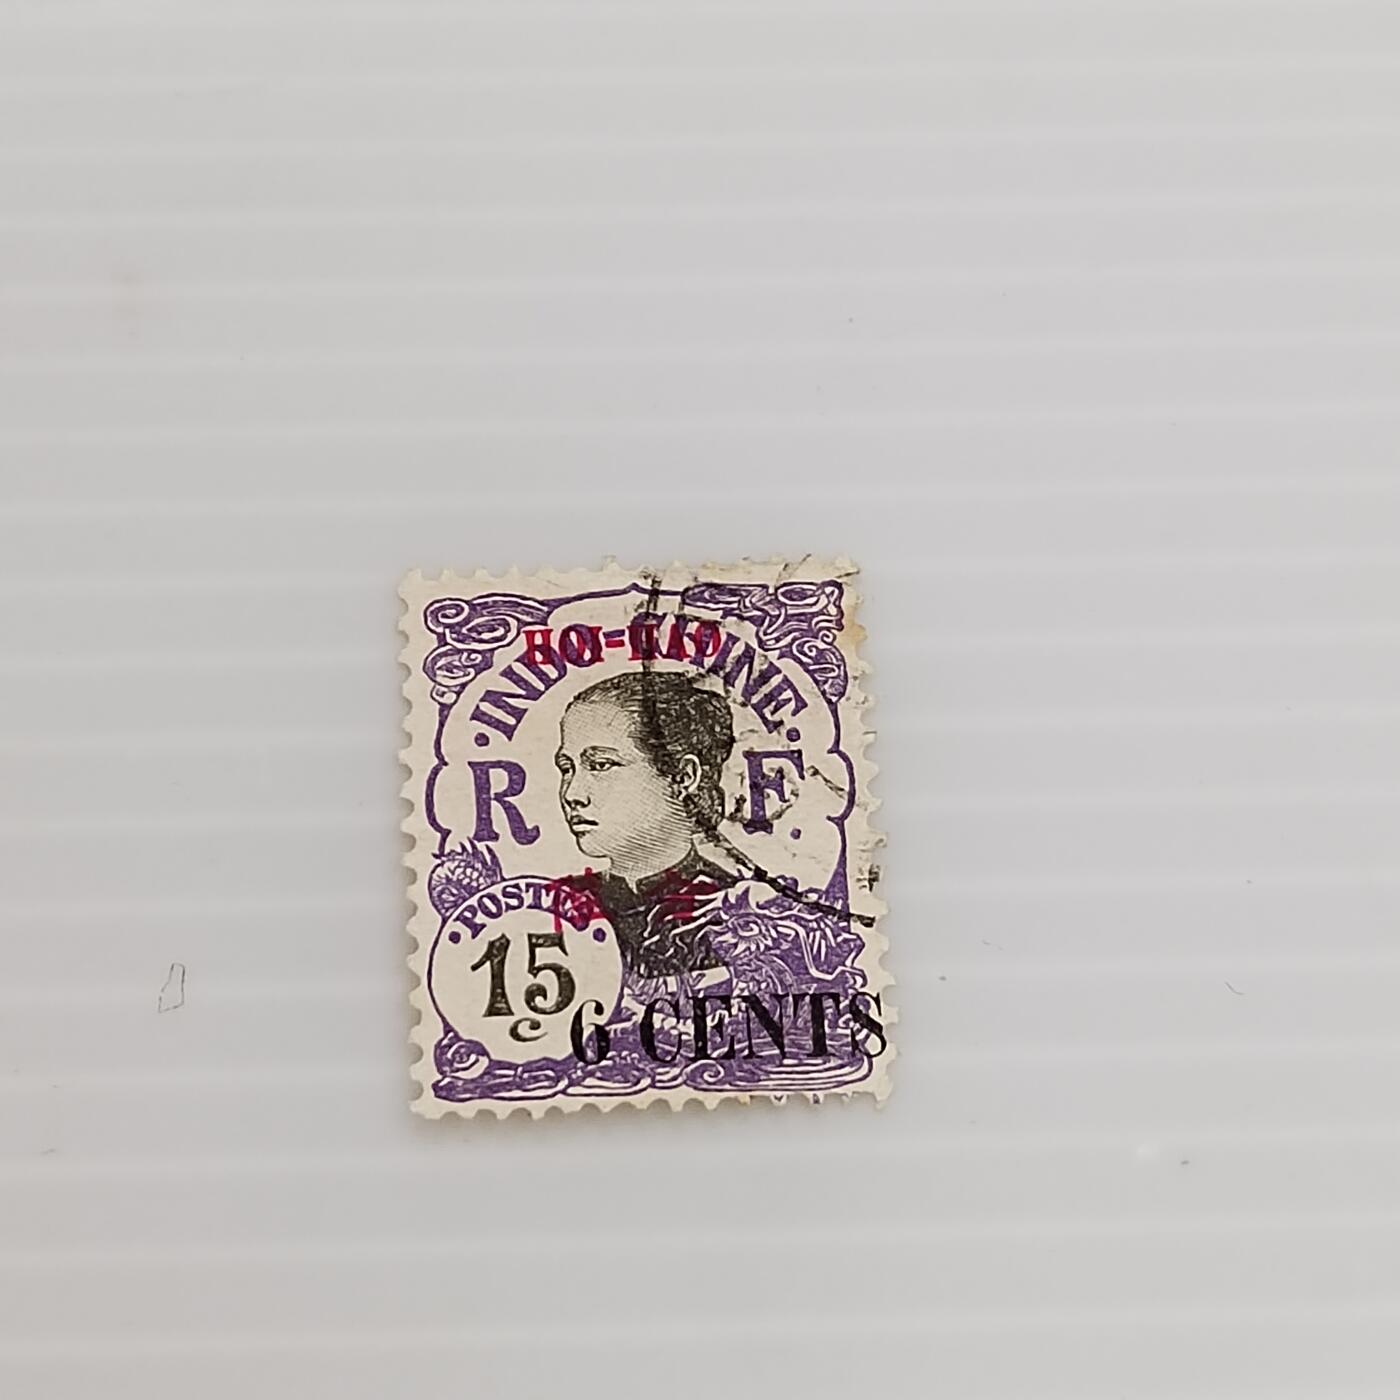 HOI-HAO
INDO-CHINE
R F
POSTES
15
c
6 CENTS